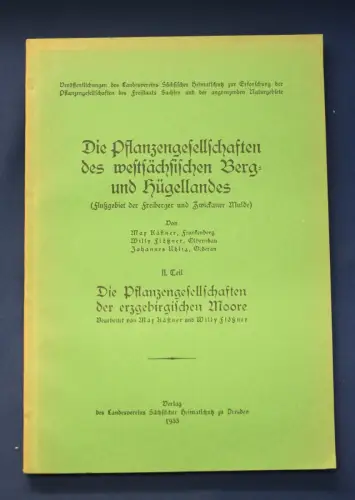 Veröffentlichungen des Landesvereins Sächsischer Heimatschutz zur Erforschung der
Pflanzengesellschaften des Freistaats Sachsen und der angrenzenden Naturgebiete
Die Pflanzengesellschaften
des westsächsischen Berg-
und Hügellandes
(Flußgebiet der Freiberger und Zwickauer Mulde)
Von
Max Kästner, Frankenberg
Willy Flößner, Olbernhau
Johannes Uhlig, Oederan
II. Teil
Die Pflanzengesellschaften
der erzgebirgischen Moore
Bearbeitet von Max Kästner und Willy Flößner
Verlag
des Landesvereins Sächsischer Heimatschutz zu Dresden
1933